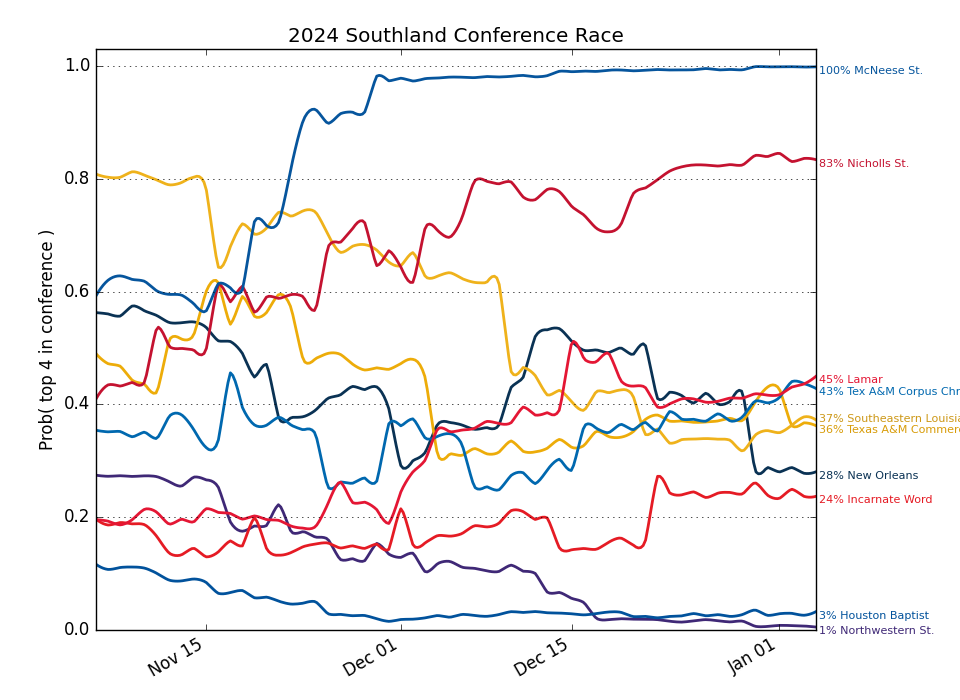 2024 Southland Conference Race
Prob( top 4 in conference )
1.0
0.8
0.6
0.4
0.2
0.0
Nov 15
Dec 01
Dec 15
Jan 01
100% McNeese St.
83% Nicholls St.
45% Lamar
43% Tex A&M Corpus Chr
37% Southeastern Louisia
36% Texas A&M Commerc
28% New Orleans
24% Incarnate Word
3% Houston Baptist
1% Northwestern St.